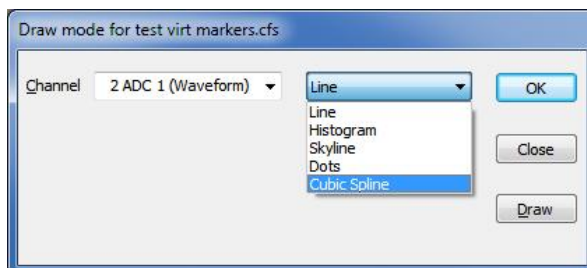 Draw mode for test virt markers.cfs
Channel 2 ADC 1 (Waveform) Line OK
Line
Histogram
Skyline
Dots
Cubic Spline
Close
Draw